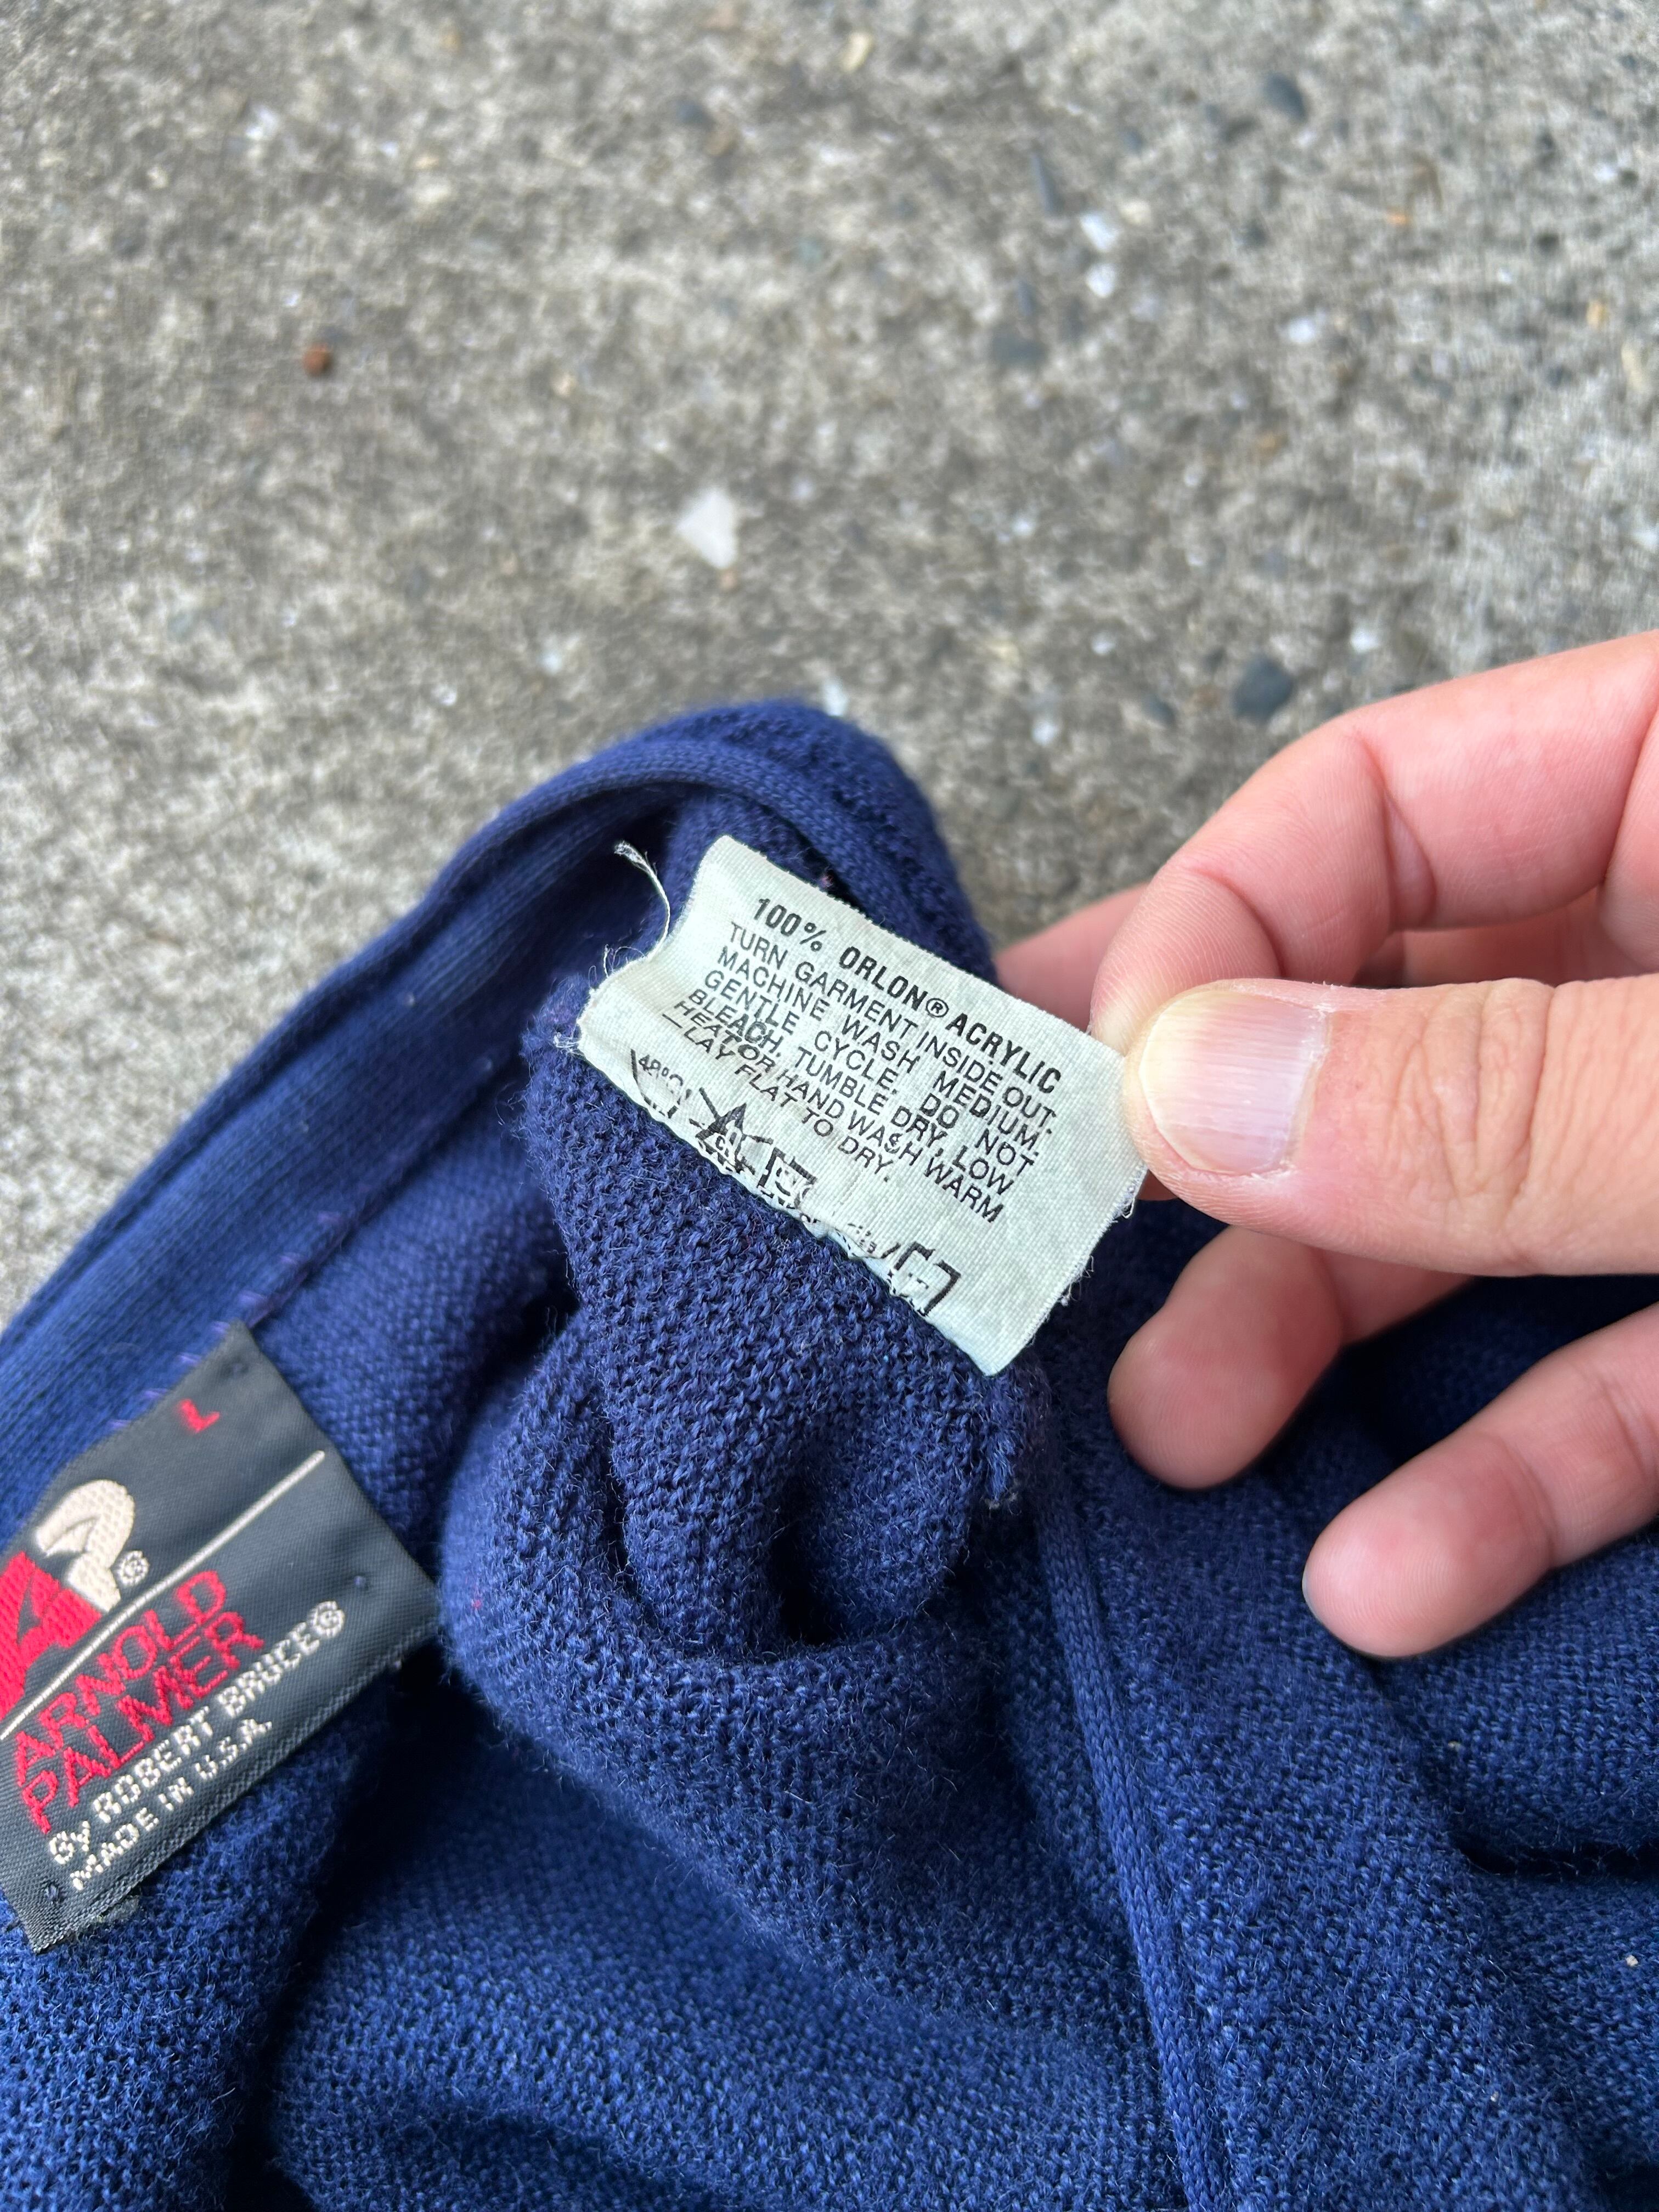 100% ORLON® ACRYLIC
TURN GARMENT INSIDE OUT.
MACHINE WASH MEDIUM.
GENTLE CYCLE. DO NOT
BLEACH. TUMBLE DRY, LOW
HEAT OR HAND WASH WARM
—LAY FLAT TO DRY.
L
®
ARNOLD
PALMER
By ROBERT BRUCE®
MADE IN U.S.A.